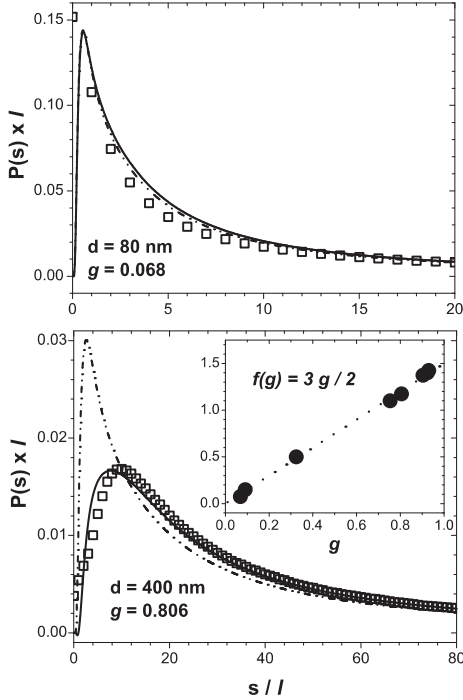 0.15
0.10
0.05
0.00
P(s) x l
d = 80 nm
g = 0.068
0 5 10 15 20
0.03
0.02
0.01
0.00
P(s) x l
1.5
1.0
0.5
0.0
f(g) = 3 g / 2
0.0 0.2 0.4 0.6 0.8 1.0
g
d = 400 nm
g = 0.806
0 20 40 60 80
s / l